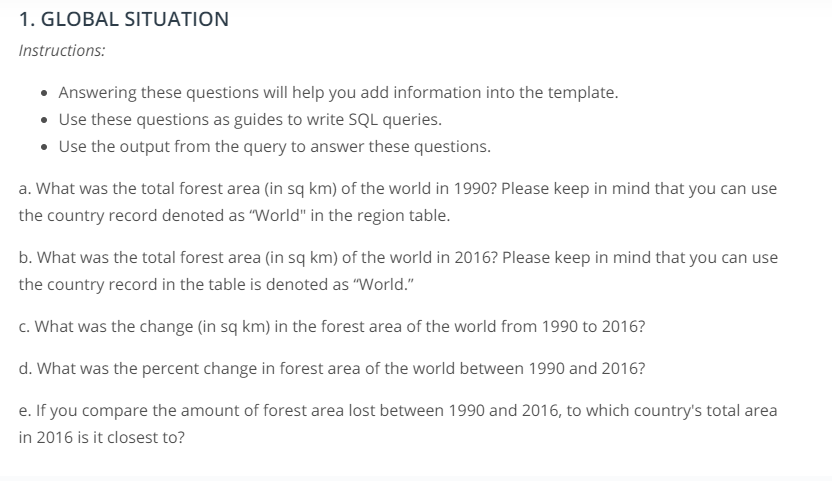 1. GLOBAL SITUATION
Instructions:
• Answering these questions will help you add information into the template.
• Use these questions as guides to write SQL queries.
• Use the output from the query to answer these questions.
a. What was the total forest area (in sq km) of the world in 1990? Please keep in mind that you can use
the country record denoted as “World" in the region table.
b. What was the total forest area (in sq km) of the world in 2016? Please keep in mind that you can use
the country record in the table is denoted as “World.”
c. What was the change (in sq km) in the forest area of the world from 1990 to 2016?
d. What was the percent change in forest area of the world between 1990 and 2016?
e. If you compare the amount of forest area lost between 1990 and 2016, to which country's total area
in 2016 is it closest to?